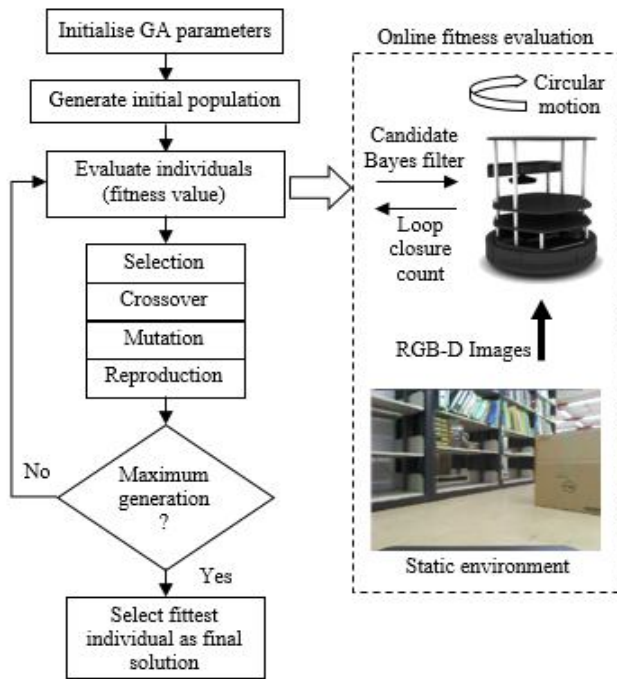 Initialise GA parameters
Generate initial population
Evaluate individuals
(fitness value)
Selection
Crossover
Mutation
Reproduction
No
Maximum
generation
?
Yes
Select fittest
individual as final
solution
Online fitness evaluation
Circular
motion
Candidate
Bayes filter
Loop
closure
count
RGB-D Images
Static environment